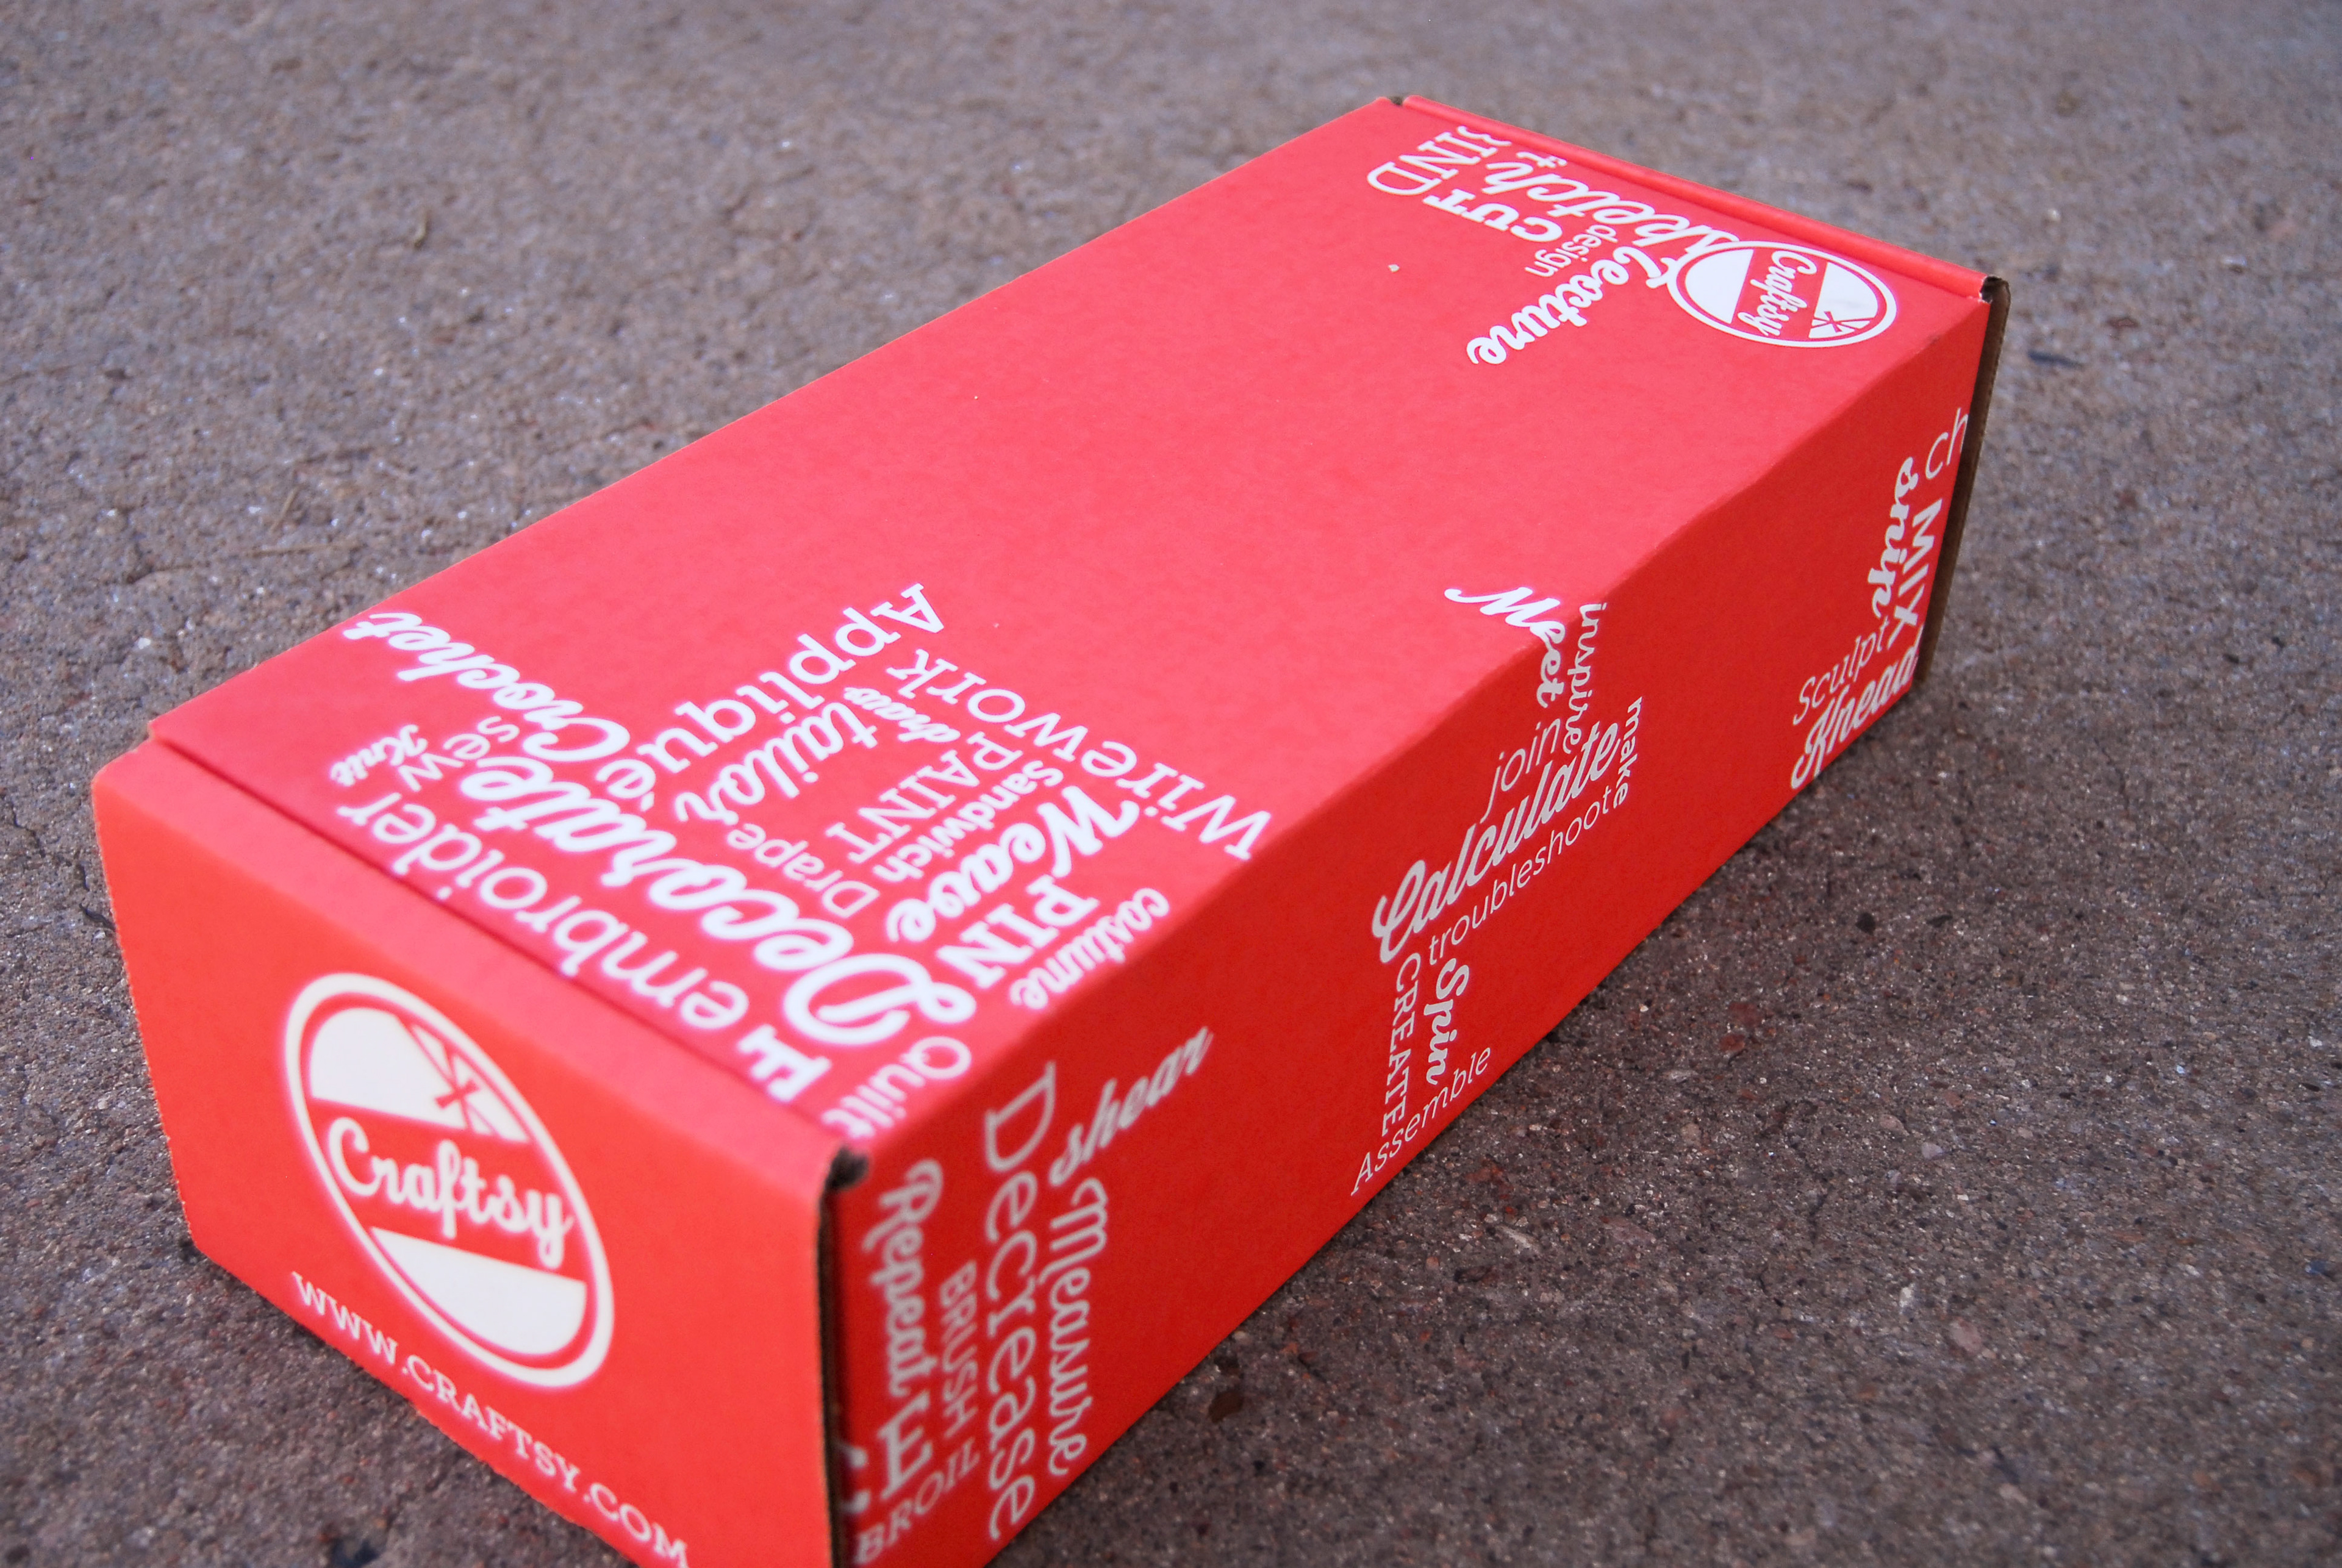 Sketch
CUT
design
Texture
Craftsy
Crochet
Knit
sew
embroider
Decorate
Appliqué
tailor
draw
Drape
PAINT
Sandwich
Wirework
Weave
PIN
costume
Quilt
Craftsy
WWW.CRAFTSY.COM
Repeat
BRUSH
BROIL
Decrease
shear
measure
Meet
inspire
join
make
Calculate
troubleshoot
CREATE
Spin
Assemble
snip
MIX
sculpt
Knead